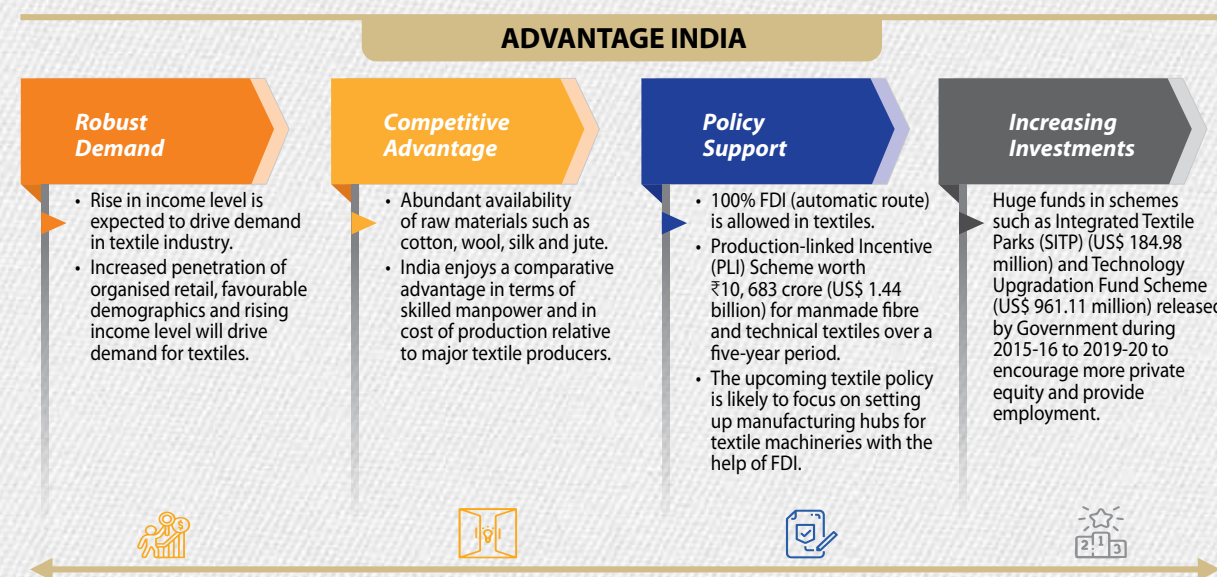 ADVANTAGE INDIA
Robust
Demand
• Rise in income level is
expected to drive demand
in textile industry.
• Increased penetration of
organised retail, favourable
demographics and rising
income level will drive
demand for textiles.
Competitive
Advantage
• Abundant availability
of raw materials such as
cotton, wool, silk and jute.
• India enjoys a comparative
advantage in terms of
skilled manpower and in
cost of production relative
to major textile producers.
Policy
Support
• 100% FDI (automatic route)
is allowed in textiles.
• Production-linked Incentive
(PLI) Scheme worth
₹10, 683 crore (US$ 1.44
billion) for manmade fibre
and technical textiles over a
five-year period.
• The upcoming textile policy
is likely to focus on setting
up manufacturing hubs for
textile machineries with the
help of FDI.
Increasing
Investments
Huge funds in schemes
such as Integrated Textile
Parks (SITP) (US$ 184.98
million) and Technology
Upgradation Fund Scheme
(US$ 961.11 million) released
by Government during
2015-16 to 2019-20 to
encourage more private
equity and provide
employment.
$
2 1 3